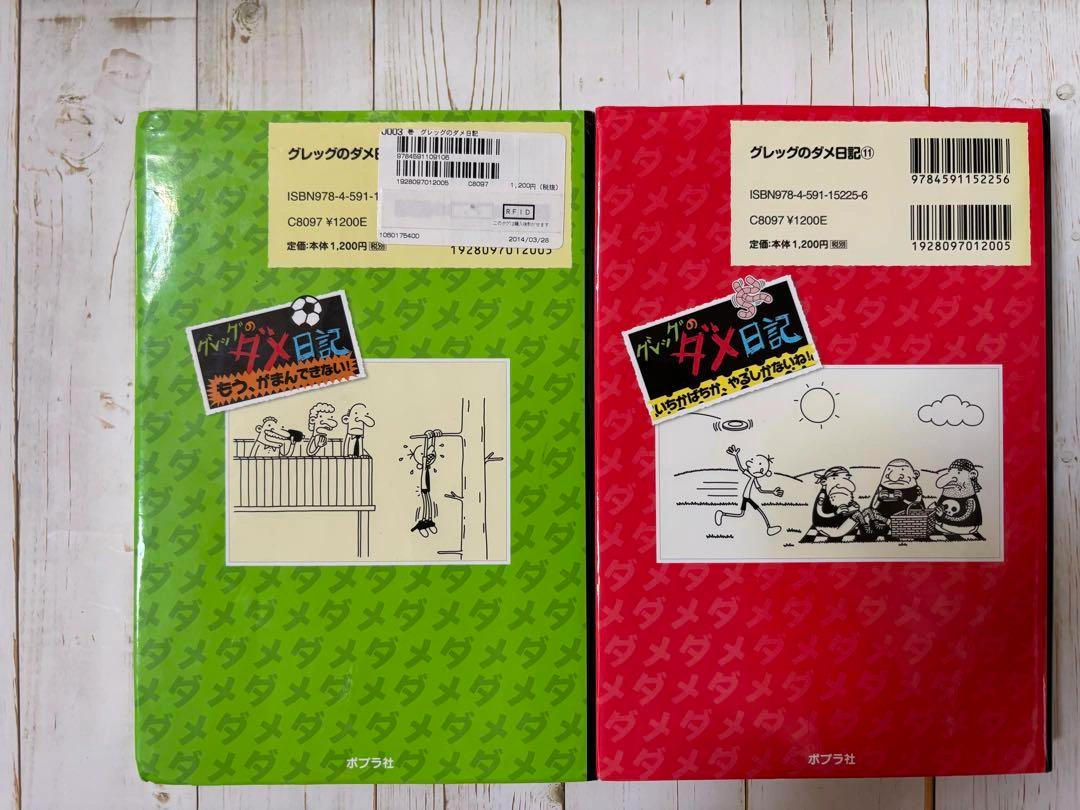 グレッグのダメ日
ISBN978-4-591-1
C8097 ¥1200E
定価:本体1,200円 税別
J003 巻 グレッグのダメ日記
9784591109106
1928097012005 C8097 1,200円 (税抜)
RFID
1080175400 2014/03/28
1928097012005
グレッグの
ダメ日記
もう、がまんできない!
ポプラ社
グレッグのダメ日記⑪
9784591152256
ISBN978-4-591-15225-6
C8097 ¥1200E
定価:本体1,200円 税別
1928097012005
グレッグの
ダメ日記
いちかばちか、やるしかないね!
ポプラ社